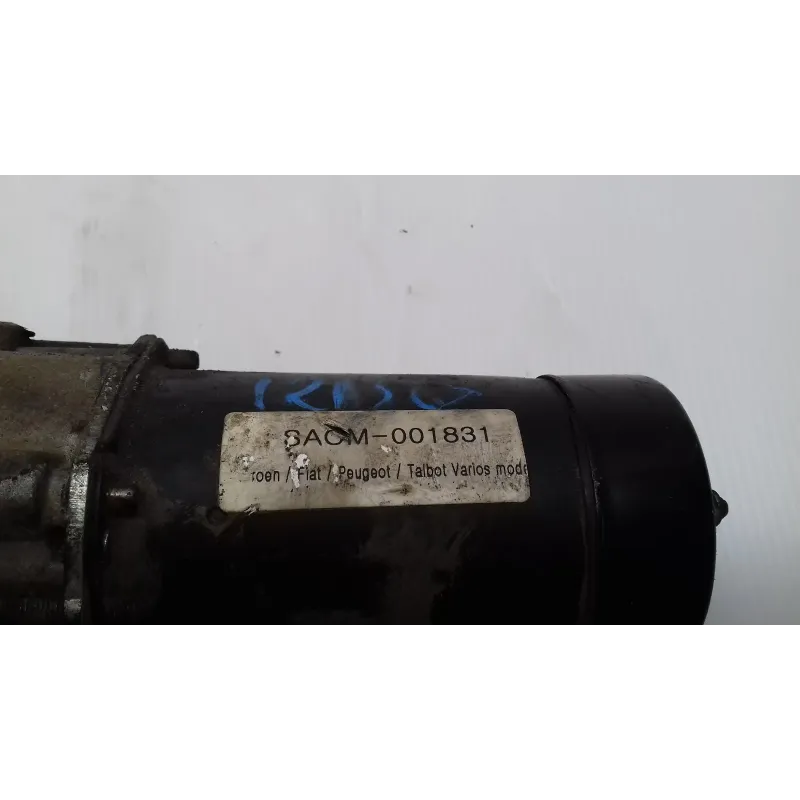 SACM-001831
roen / Fiat / Peugeot / Talbot Varios mode